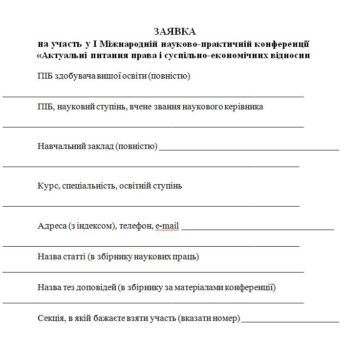 ЗАЯВКА
на участь у І Міжнародній науково-практичній конференції
«Актуальні питання права і суспільно-економічних відносин
ПІБ здобувача вищої освіти (повністю)
ПІБ, науковий ступінь, вчене звання наукового керівника
Навчальний заклад (повністю)
Курс, спеціальність, освітній ступінь
Адреса (з індексом), телефон, e-mail
Назва статті (в збірнику наукових праць)
Назва тез доповідей (в збірнику за матеріалами конференції)
Секція, в якій бажаєте взяти участь (вказати номер)